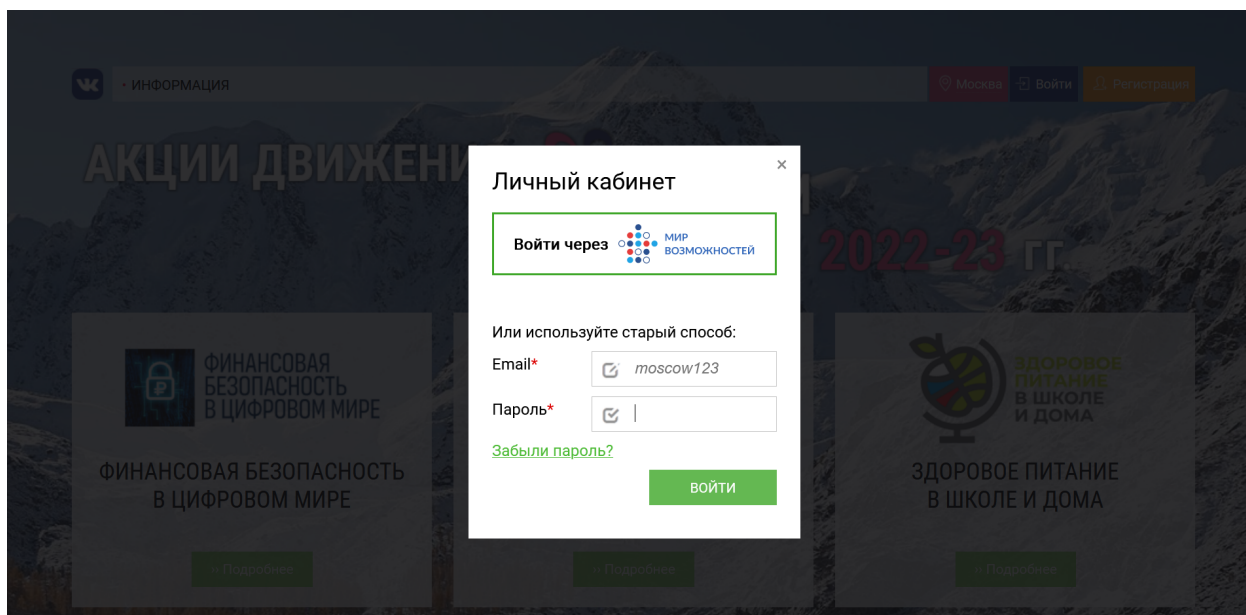 · ИНФОРМАЦИЯ
Москва
Войти
Регистрация
АКЦИИ ДВИЖЕНИ
2022-23 гг.
×
Личный кабинет
Войти через
МИР
ВОЗМОЖНОСТЕЙ
Или используйте старый способ:
Email*
moscow123
Пароль*
Забыли пароль?
ВОЙТИ
ФИНАНСОВАЯ
БЕЗОПАСНОСТЬ
В ЦИФРОВОМ МИРЕ
ФИНАНСОВАЯ БЕЗОПАСНОСТЬ
В ЦИФРОВОМ МИРЕ
›› Подробнее
›› Подробнее
ЗДОРОВОЕ
ПИТАНИЕ
В ШКОЛЕ
И ДОМА
ЗДОРОВОЕ ПИТАНИЕ
В ШКОЛЕ И ДОМА
›› Подробнее